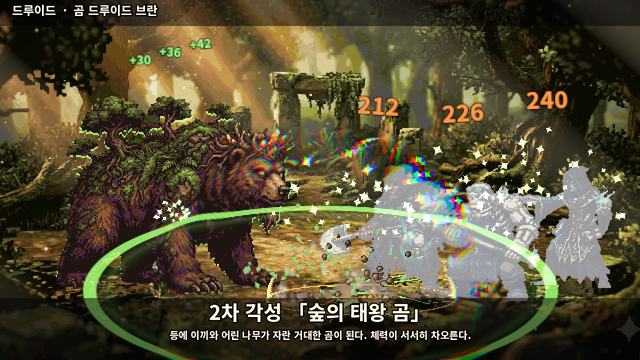 드루이드 · 곰 드루이드 브란
+30 +36 +42
212 226 240
2차 각성 「숲의 태왕 곰」
등에 이끼와 어린 나무가 자란 거대한 곰이 된다. 체력이 서서히 차오른다.